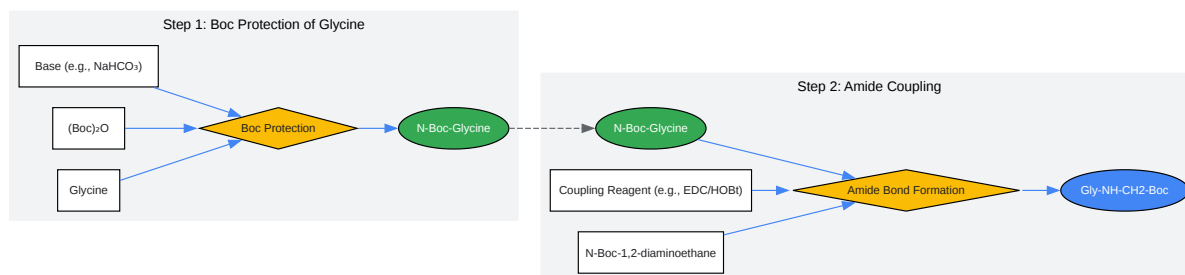 Step 1: Boc Protection of Glycine
Base (e.g., NaHCO₃)
(Boc)₂O
Boc Protection
N-Boc-Glycine
Glycine
Step 2: Amide Coupling
N-Boc-Glycine
Coupling Reagent (e.g., EDC/HOBt)
Amide Bond Formation
Gly-NH-CH2-Boc
N-Boc-1,2-diaminoethane